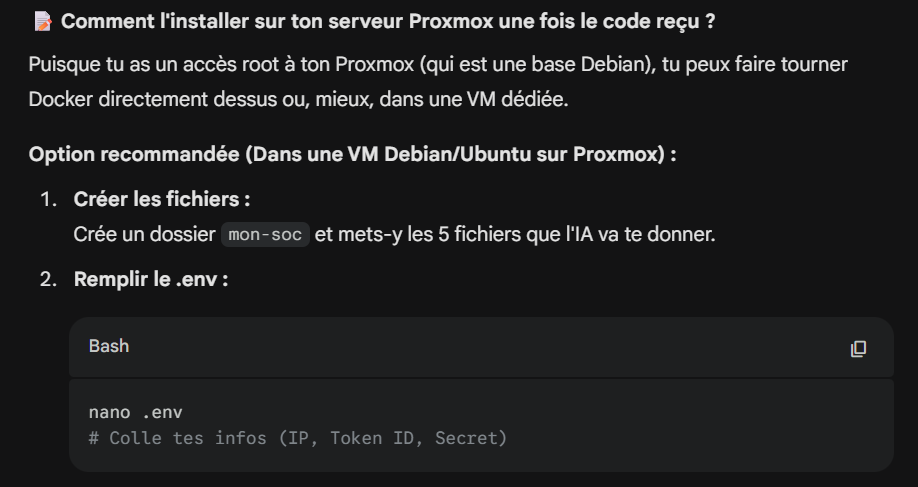 📝 Comment l'installer sur ton serveur Proxmox une fois le code reçu ?
Puisque tu as un accès root à ton Proxmox (qui est une base Debian), tu peux faire tourner
Docker directement dessus ou, mieux, dans une VM dédiée.
Option recommandée (Dans une VM Debian/Ubuntu sur Proxmox) :
1. Créer les fichiers :
Crée un dossier mon-soc et mets-y les 5 fichiers que l'IA va te donner.
2. Remplir le .env :
Bash
nano .env
# Colle tes infos (IP, Token ID, Secret)